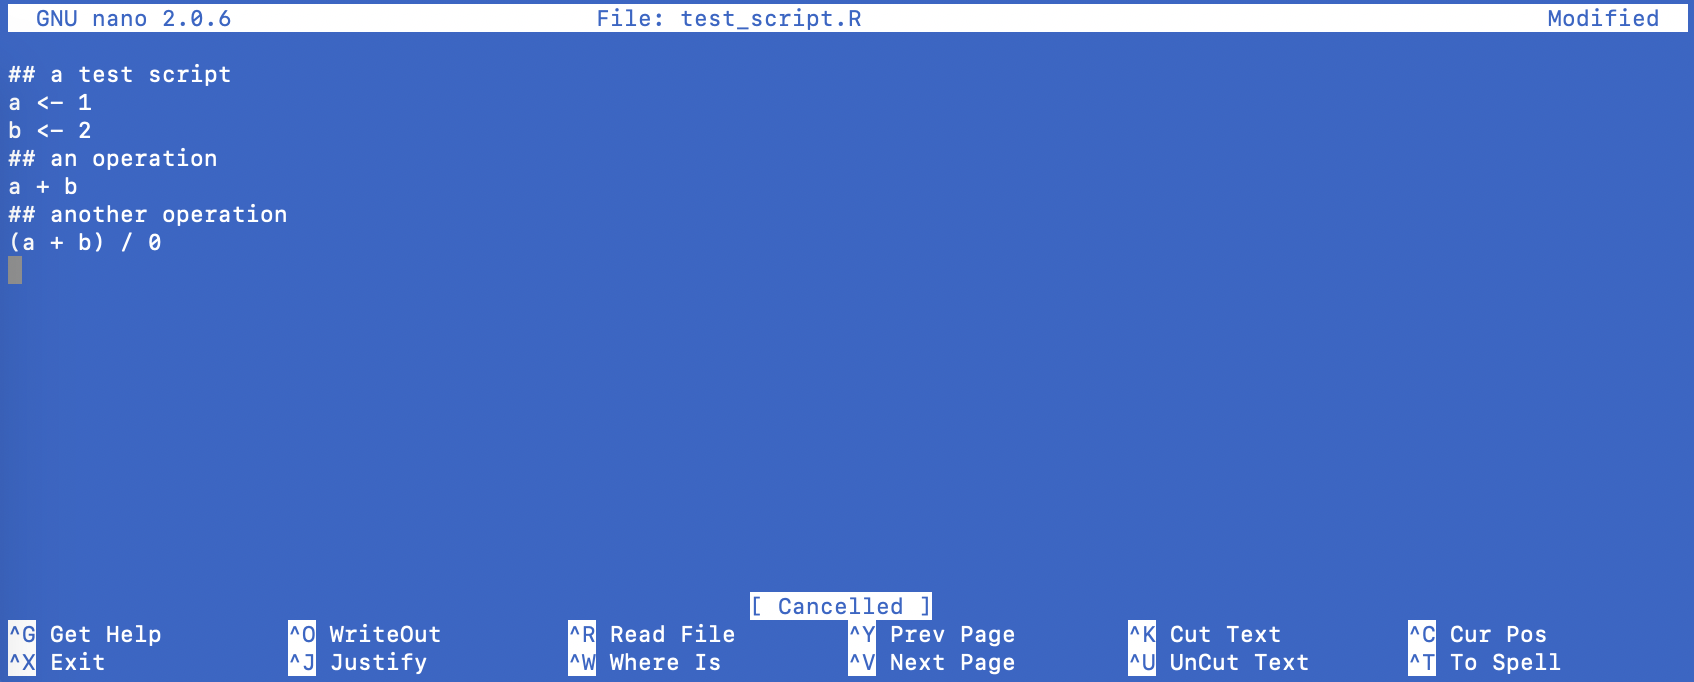 GNU nano 2.0.6 File: test_script.R Modified
## a test script
a <- 1
b <- 2
## an operation
a + b
## another operation
(a + b) / 0
[ Cancelled ]
^G Get Help ^O WriteOut ^R Read File ^Y Prev Page ^K Cut Text ^C Cur Pos
^X Exit ^J Justify ^W Where Is ^V Next Page ^U UnCut Text ^T To Spell